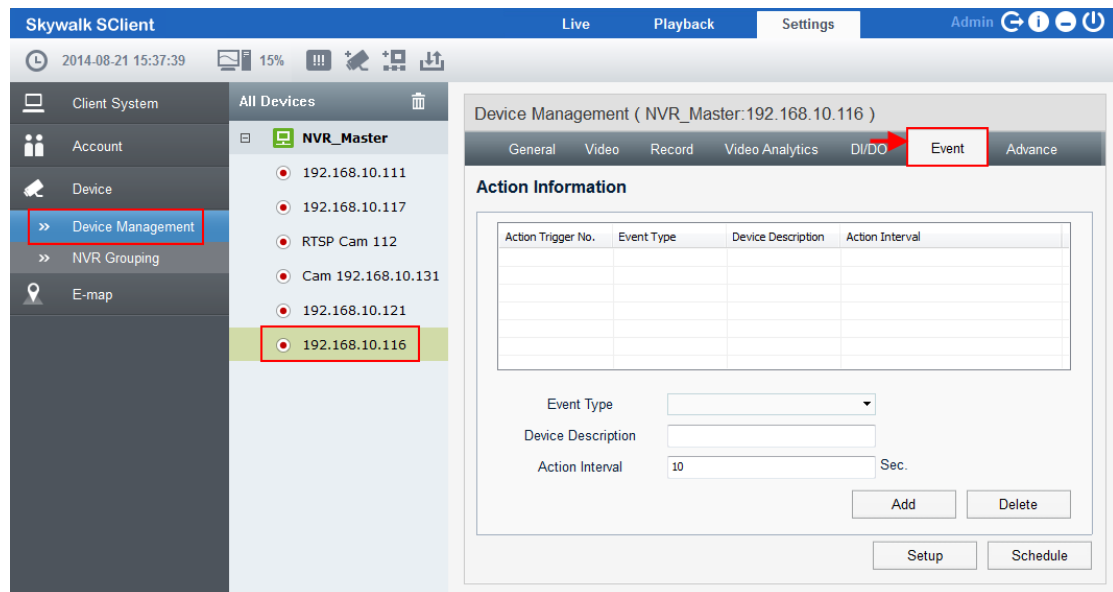 Skywalk SClient Live Playback Settings Admin
2014-08-21 15:37:39 15%
Client System
Account
Device
Device Management
NVR Grouping
E-map
All Devices
NVR_Master
192.168.10.111
192.168.10.117
RTSP Cam 112
Cam 192.168.10.131
192.168.10.121
192.168.10.116
Device Management ( NVR_Master:192.168.10.116 )
General Video Record Video Analytics DI/DO Event Advance
Action Information
Action Trigger No. Event Type Device Description Action Interval
Event Type
Device Description
Action Interval 10 Sec.
Add Delete
Setup Schedule